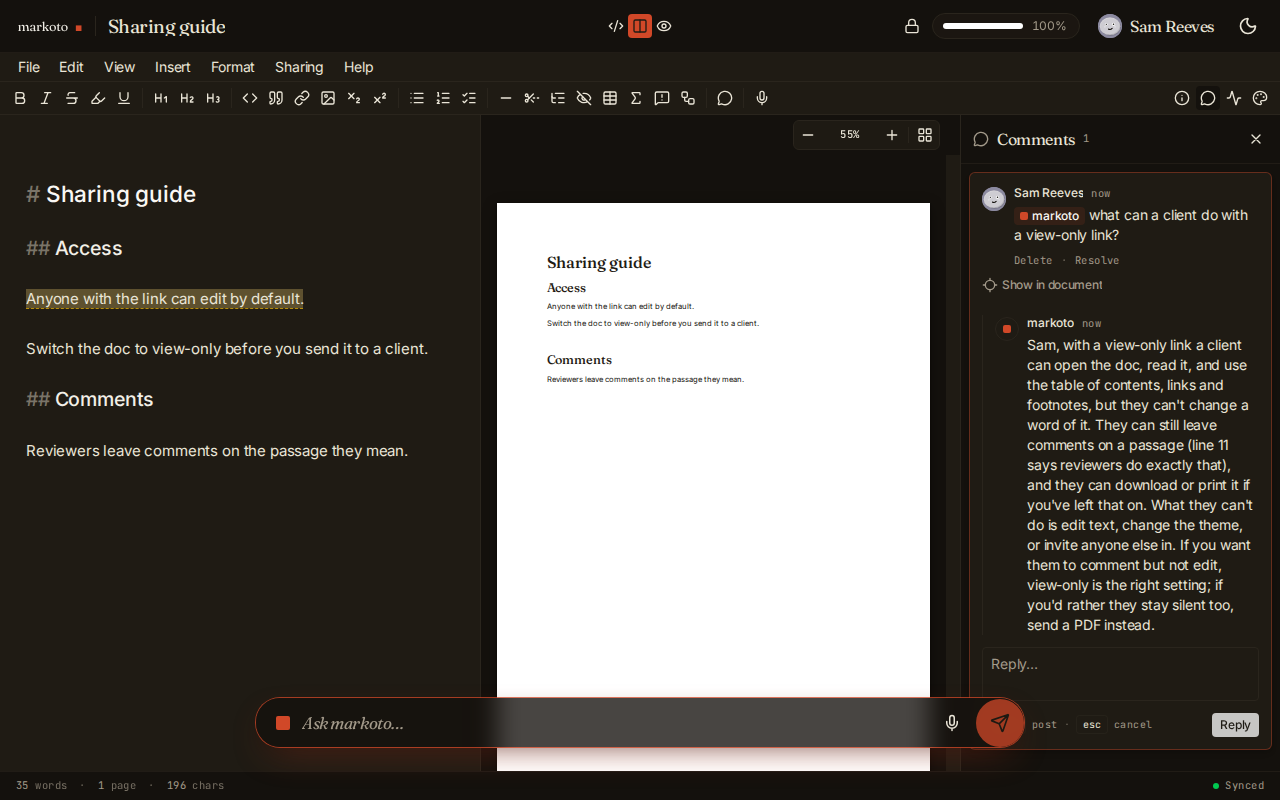 markoto
Sharing guide
100%
Sam Reeves
File Edit View Insert Format Sharing Help
H1 H2 H3
55%
Comments 1
# Sharing guide
## Access
Anyone with the link can edit by default.
Switch the doc to view-only before you send it to a client.
## Comments
Reviewers leave comments on the passage they mean.
Sharing guide
Access
Anyone with the link can edit by default.
Switch the doc to view-only before you send it to a client.
Comments
Reviewers leave comments on the passage they mean.
Sam Reeves now
markoto what can a client do with
a view-only link?
Delete · Resolve
Show in document
markoto now
Sam, with a view-only link a client
can open the doc, read it, and use
the table of contents, links and
footnotes, but they can't change a
word of it. They can still leave
comments on a passage (line 11
says reviewers do exactly that),
and they can download or print it if
you've left that on. What they can't
do is edit text, change the theme,
or invite anyone else in. If you want
them to comment but not edit,
view-only is the right setting; if
you'd rather they stay silent too,
send a PDF instead.
Reply...
post · esc cancel
Reply
Ask markoto...
35 words · 1 page · 196 chars
Synced